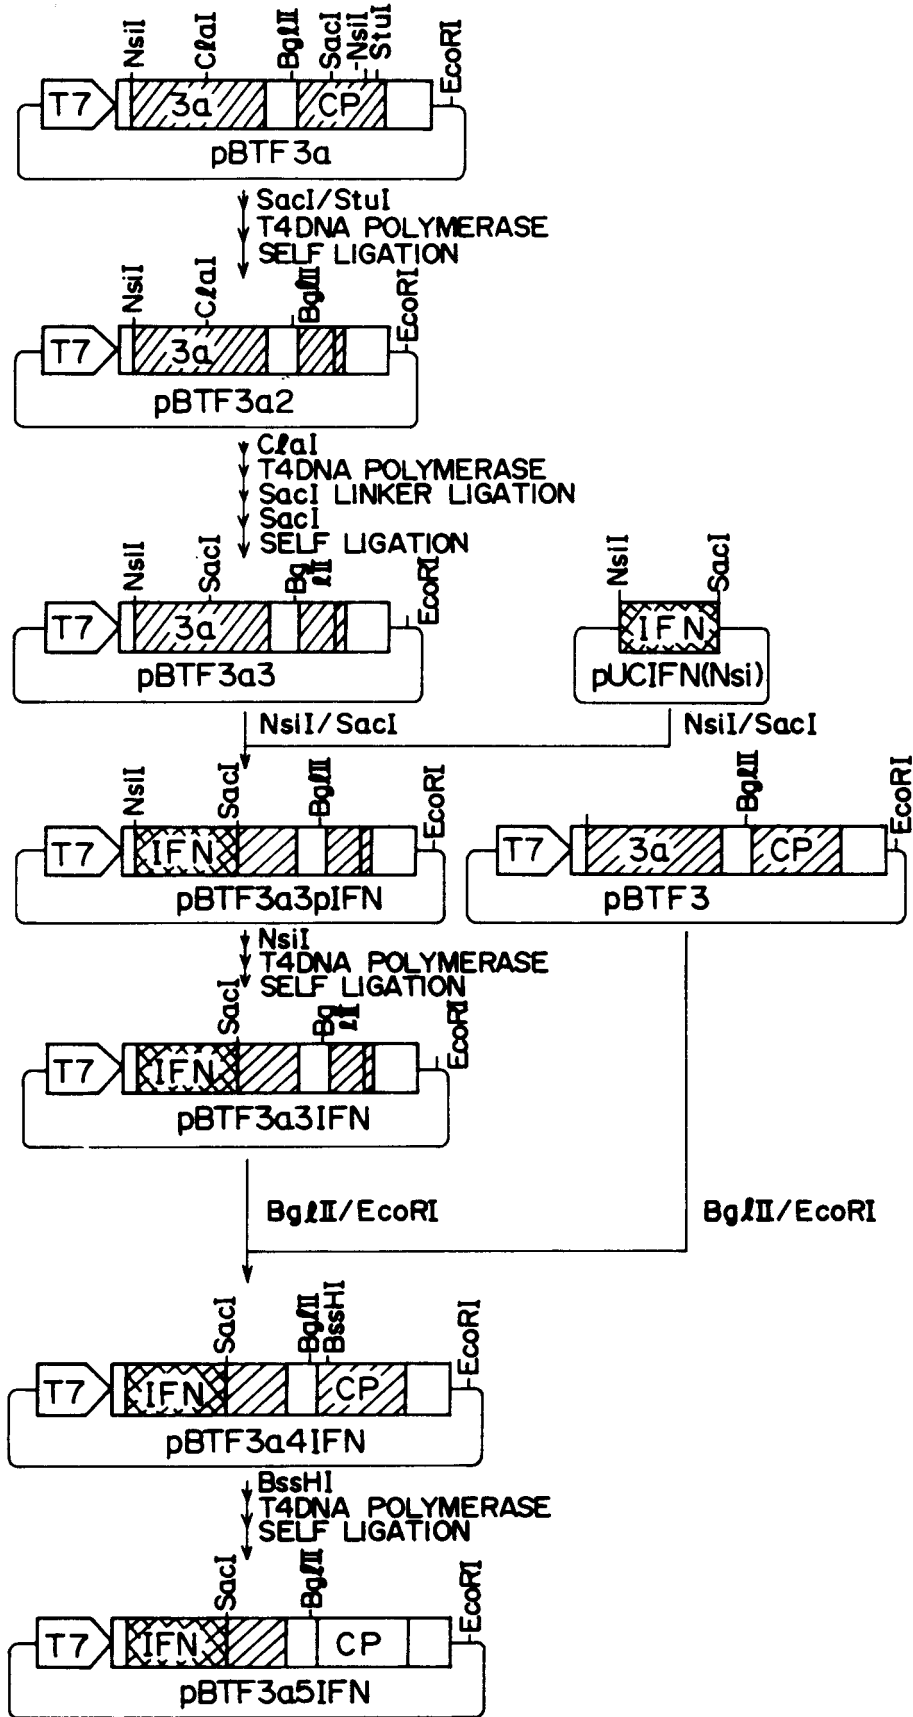 NsiI ClaI BglII SacI NsiI StuI EcoRI
T7 3a CP
pBTF3a
SacI/StuI
T4DNA POLYMERASE
SELF LIGATION
NsiI ClaI BglII EcoRI
T7 3a
pBTF3a2
ClaI
T4DNA POLYMERASE
SacI LINKER LIGATION
SacI
SELF LIGATION
NsiI SacI Bg
lII
EcoRI
T7 3a
pBTF3a3
NsiI SacI
IFN
pUCIFN(Nsi)
NsiI/SacI NsiI/SacI
NsiI SacI BglII EcoRI
T7 IFN
pBTF3a3pIFN
BglII EcoRI
T7 3a CP
pBTF3
NsiI
T4DNA POLYMERASE
SELF LIGATION
SacI Bg
lII
EcoRI
T7 IFN
pBTF3a3IFN
BglII/EcoRI BglII/EcoRI
SacI BglII BssHI EcoRI
T7 IFN CP
pBTF3a4IFN
BssHI
T4DNA POLYMERASE
SELF LIGATION
SacI BglII EcoRI
T7 IFN CP
pBTF3a5IFN